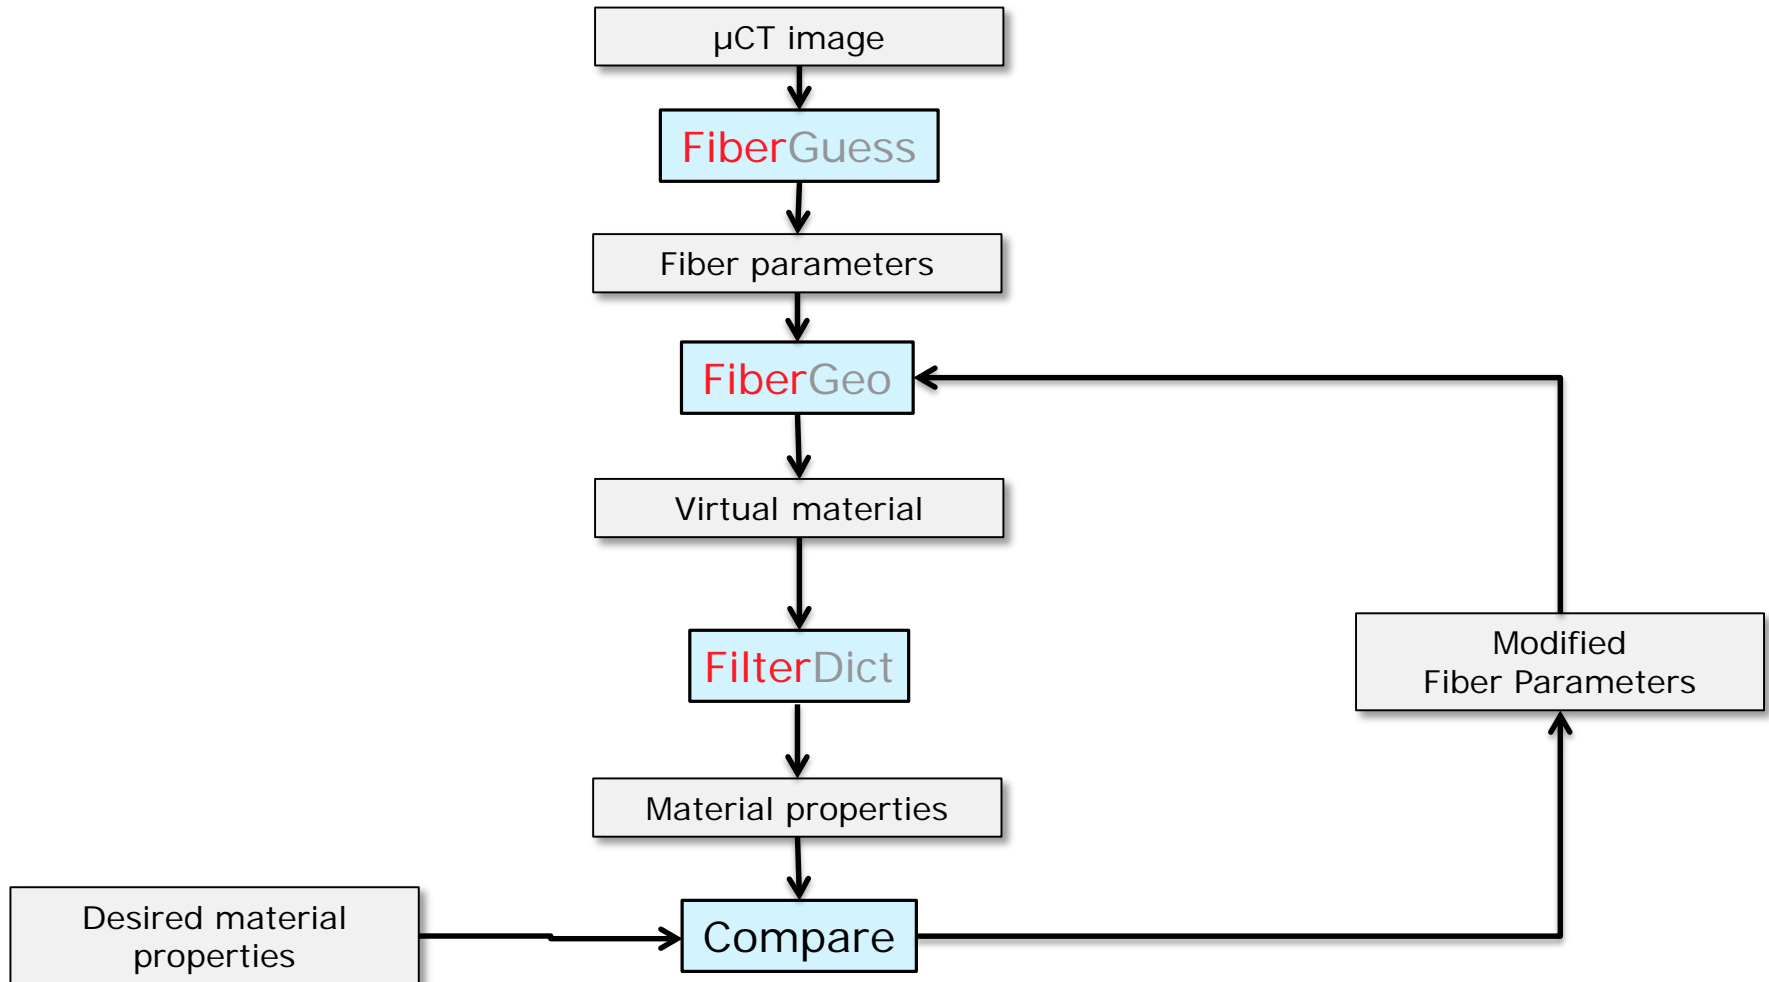 µCT image
FiberGuess
Fiber parameters
FiberGeo
Virtual material
FilterDict
Modified
Fiber Parameters
Material properties
Desired material
properties
Compare